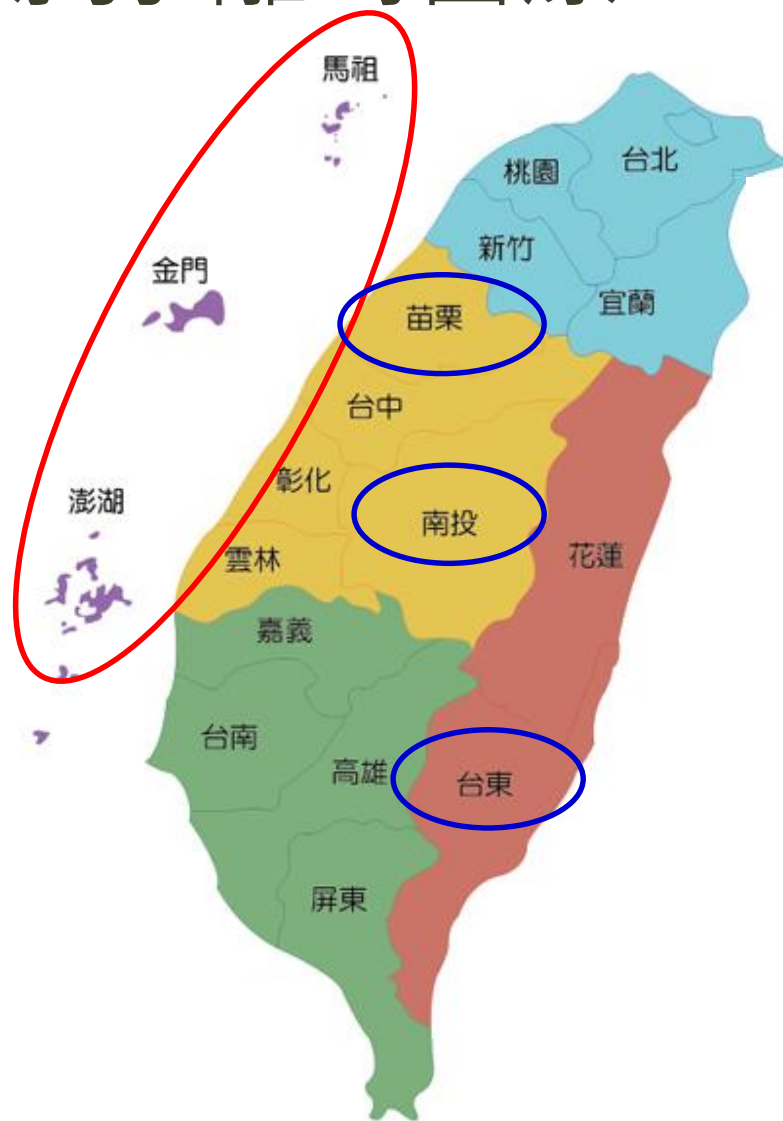 馬祖
桃園
台北
新竹
金門
宜蘭
苗栗
台中
彰化
澎湖
南投
雲林
花蓮
嘉義
台南
高雄
台東
屏東